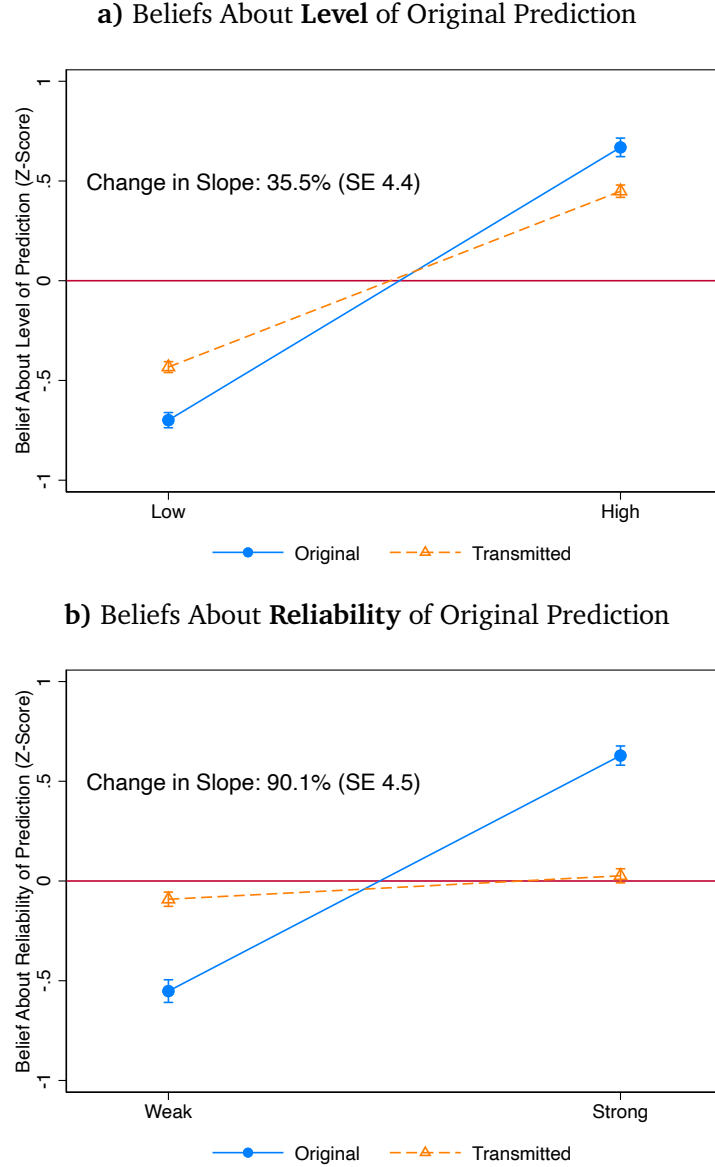 a) Beliefs About Level of Original Prediction
Belief About Level of Prediction (Z-Score)
1
.5
0
-.5
-1
Change in Slope: 35.5% (SE 4.4)
Low High
Original Transmitted
b) Beliefs About Reliability of Original Prediction
Belief About Reliability of Prediction (Z-Score)
1
.5
0
-.5
-1
Change in Slope: 90.1% (SE 4.5)
Weak Strong
Original Transmitted